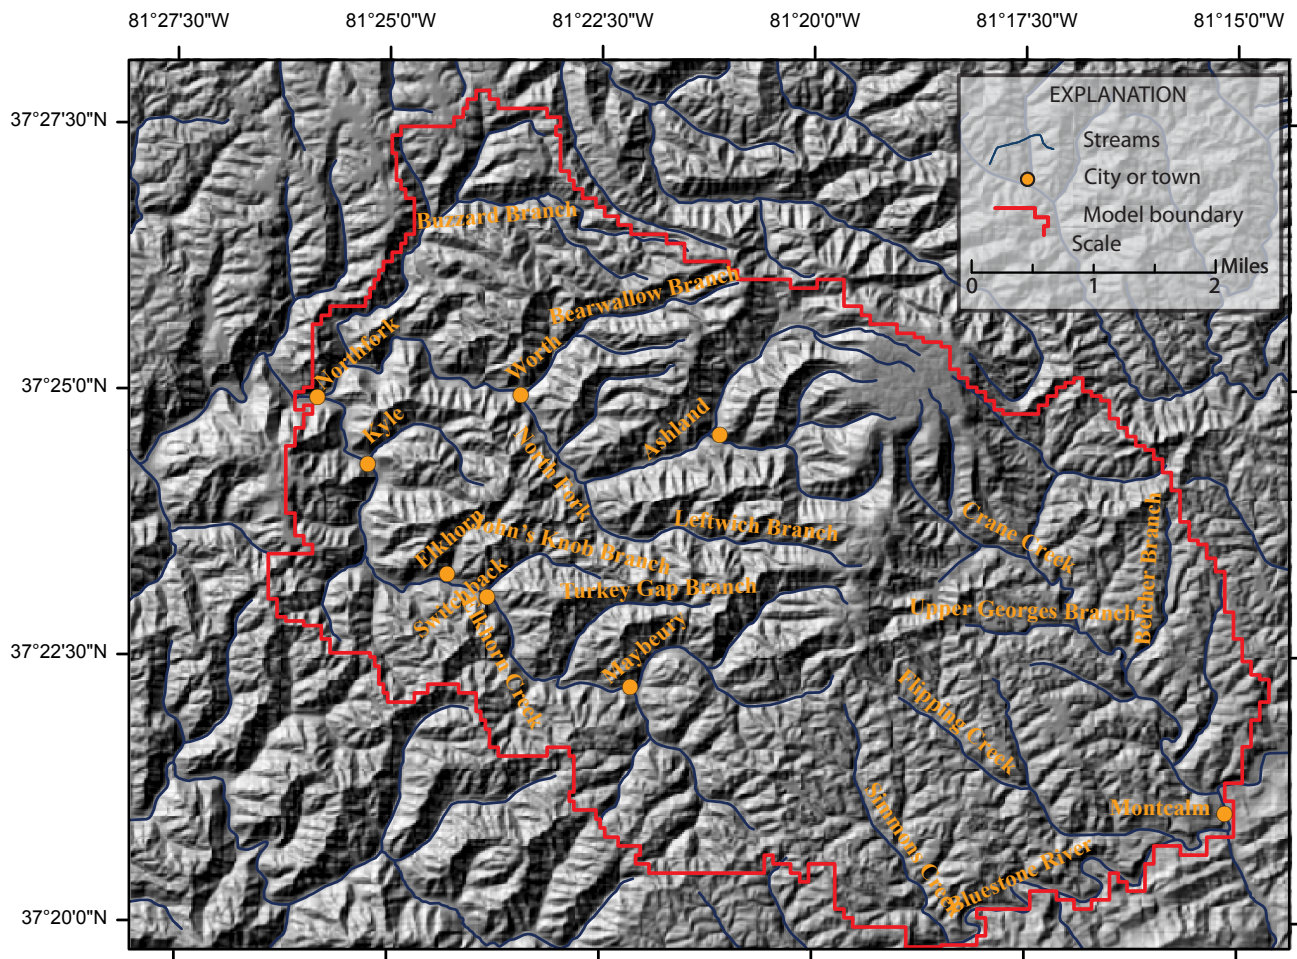 81°27'30"W 81°25'0"W 81°22'30"W 81°20'0"W 81°17'30"W 81°15'0"W
37°27'30"N
37°25'0"N
37°22'30"N
37°20'0"N
EXPLANATION
Streams
City or town
Model boundary
Scale
Miles
0 1 2
Buzzard Branch
Bearwallow Branch
Northfork
Worth
Kyle
Ashland
North Fork
Elkhorn
John's Knob Branch
Leftwich Branch
Crane Creek
Belcher Branch
Switchback
Turkey Gap Branch
Upper Georges Branch
Elkhorn Creek
Maybeury
Flipping Creek
Simmons Creek
Montcalm
Bluestone River